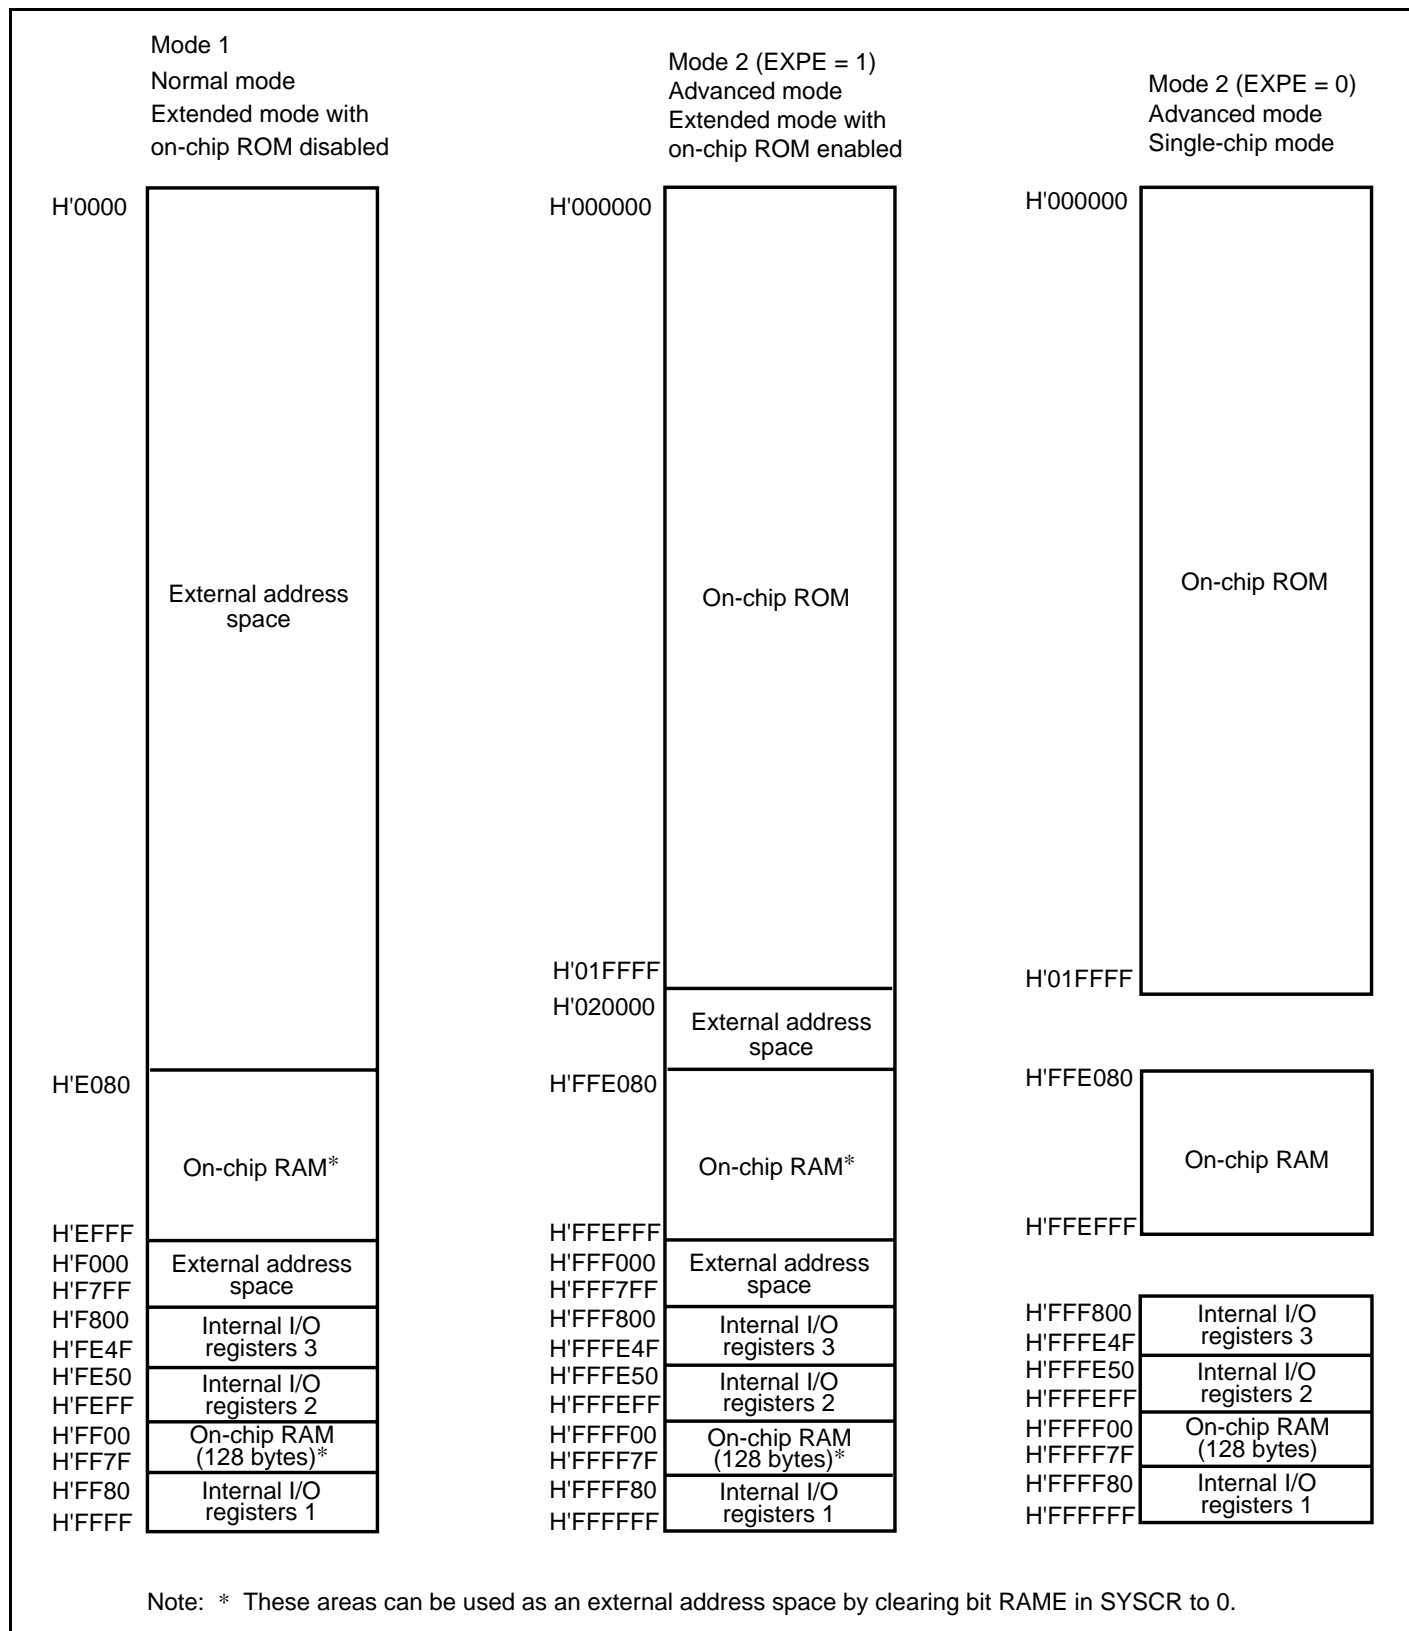 Mode 1
Normal mode
Extended mode with
on-chip ROM disabled
H'0000
External address
space
H'E080
On-chip RAM*
H'EFFF
H'F000
External address
space
H'F7FF
H'F800
Internal I/O
registers 3
H'FE4F
H'FE50
Internal I/O
registers 2
H'FEFF
H'FF00
On-chip RAM
(128 bytes)*
H'FF7F
H'FF80
Internal I/O
registers 1
H'FFFF
Mode 2 (EXPE = 1)
Advanced mode
Extended mode with
on-chip ROM enabled
H'000000
On-chip ROM
H'01FFFF
H'020000
External address
space
H'FFE080
On-chip RAM*
H'FFEFFF
H'FFF000
External address
space
H'FFF7FF
H'FFF800
Internal I/O
registers 3
H'FFFE4F
H'FFFE50
Internal I/O
registers 2
H'FFFEFF
H'FFFF00
On-chip RAM
(128 bytes)*
H'FFFF7F
H'FFFF80
Internal I/O
registers 1
H'FFFFFF
Mode 2 (EXPE = 0)
Advanced mode
Single-chip mode
H'000000
On-chip ROM
H'01FFFF
H'FFE080
On-chip RAM
H'FFEFFF
H'FFF800
Internal I/O
registers 3
H'FFFE4F
H'FFFE50
Internal I/O
registers 2
H'FFFEFF
H'FFFF00
On-chip RAM
(128 bytes)
H'FFFF7F
H'FFFF80
Internal I/O
registers 1
H'FFFFFF
Note: * These areas can be used as an external address space by clearing bit RAME in SYSCR to 0.